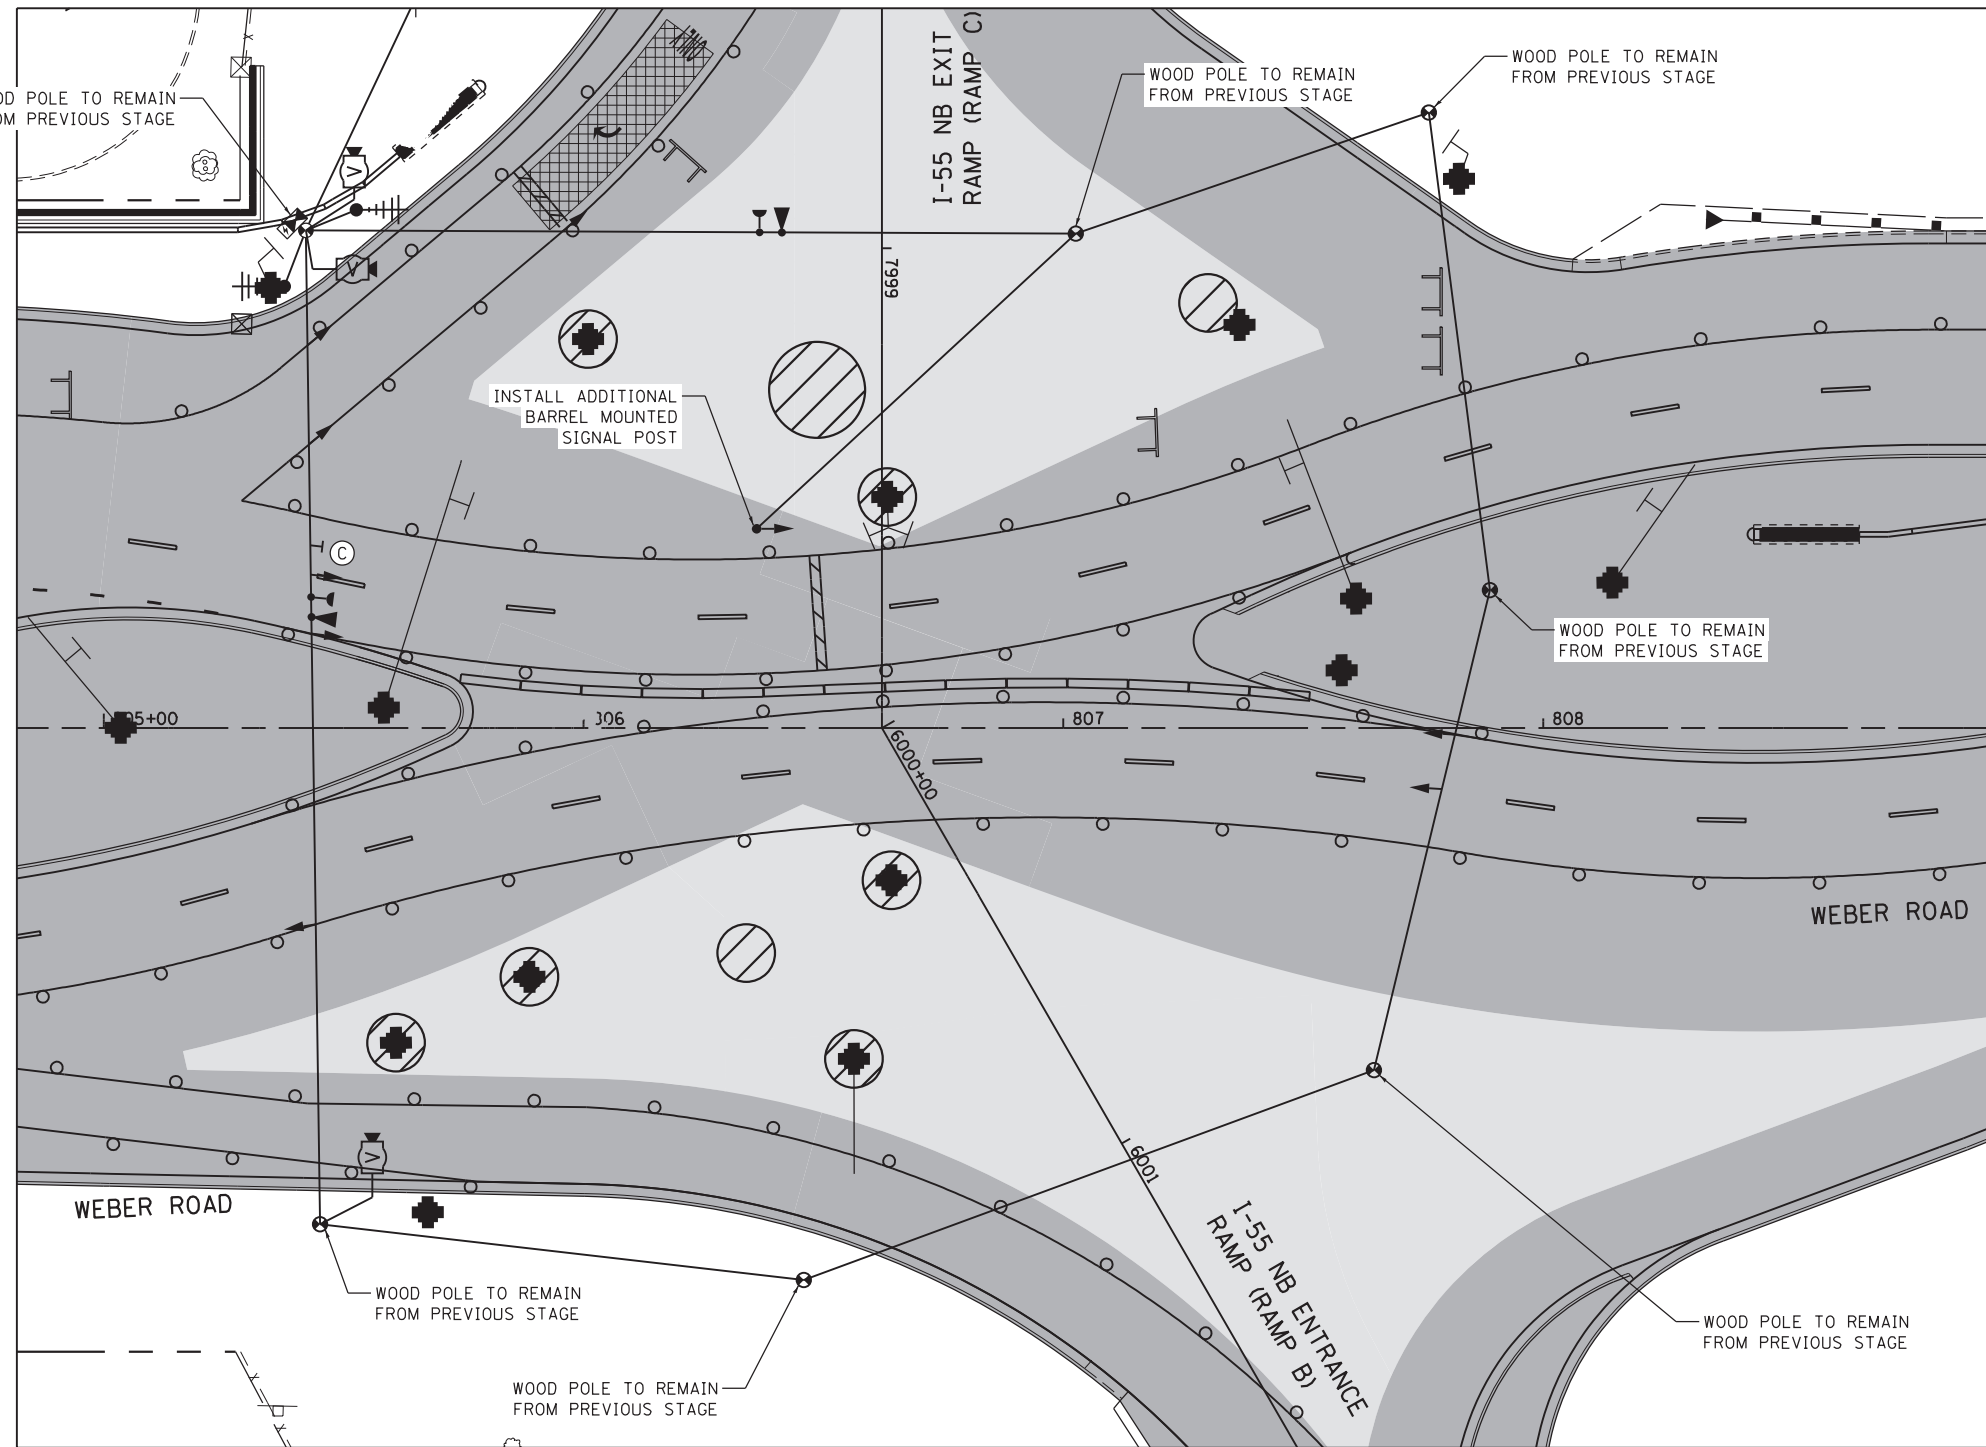 I-55 NB EXIT
RAMP (RAMP C)
WOOD POLE TO REMAIN
FROM PREVIOUS STAGE
WOOD POLE TO REMAIN
FROM PREVIOUS STAGE
POLE TO REMAIN
PREVIOUS STAGE
V
V
7999
INSTALL ADDITIONAL
BARREL MOUNTED
SIGNAL POST
C
WOOD POLE TO REMAIN
FROM PREVIOUS STAGE
5+00
306
807
808
6000+00
WEBER ROAD
6001
V
WEBER ROAD
I-55 NB ENTRANCE
RAMP (RAMP B)
WOOD POLE TO REMAIN
FROM PREVIOUS STAGE
WOOD POLE TO REMAIN
FROM PREVIOUS STAGE
WOOD POLE TO REMAIN
FROM PREVIOUS STAGE